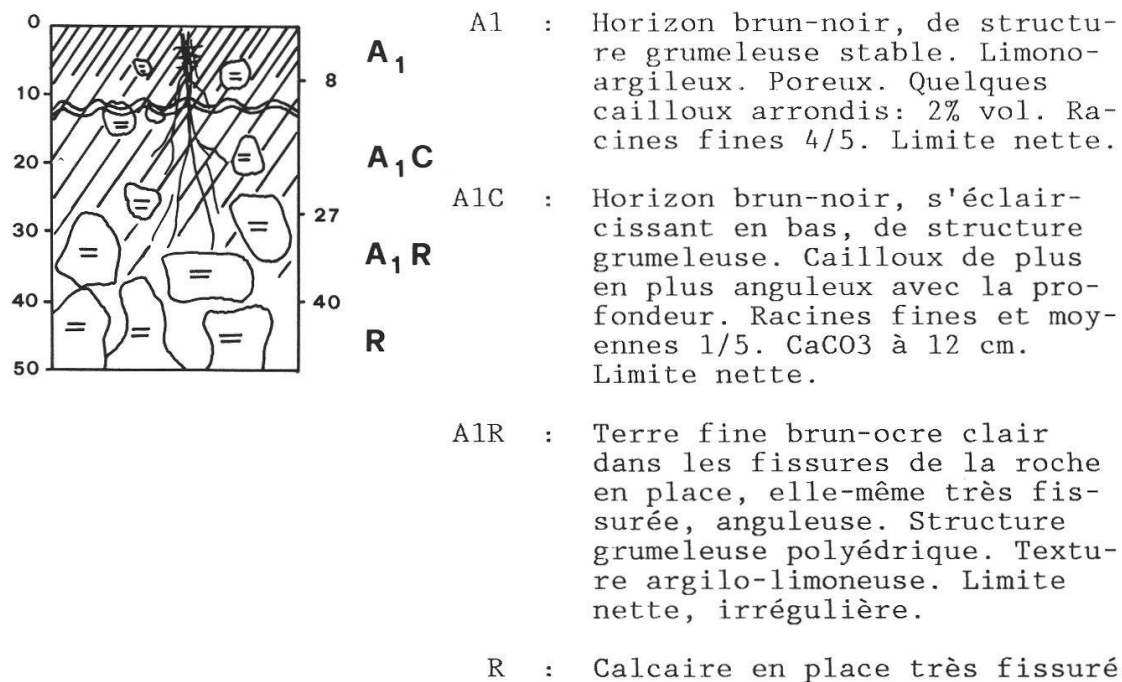 0
10
20
30
40
50
8
27
40
A1
A1C
A1R
R
A1 : Horizon brun-noir, de structu-
re grumeleuse stable. Limono-
argileux. Poreux. Quelques
cailloux arrondis: 2% vol. Ra-
cines fines 4/5. Limite nette.
A1C : Horizon brun-noir, s'éclair-
cissant en bas, de structure
grumeleuse. Cailloux de plus
en plus anguleux avec la pro-
fondeur. Racines fines et moy-
ennes 1/5. CaCO3 à 12 cm.
Limite nette.
A1R : Terre fine brun-ocre clair
dans les fissures de la roche
en place, elle-même très fis-
surée, anguleuse. Structure
grumeleuse polyédrique. Textu-
re argilo-limoneuse. Limite
nette, irrégulière.
R : Calcaire en place très fissuré